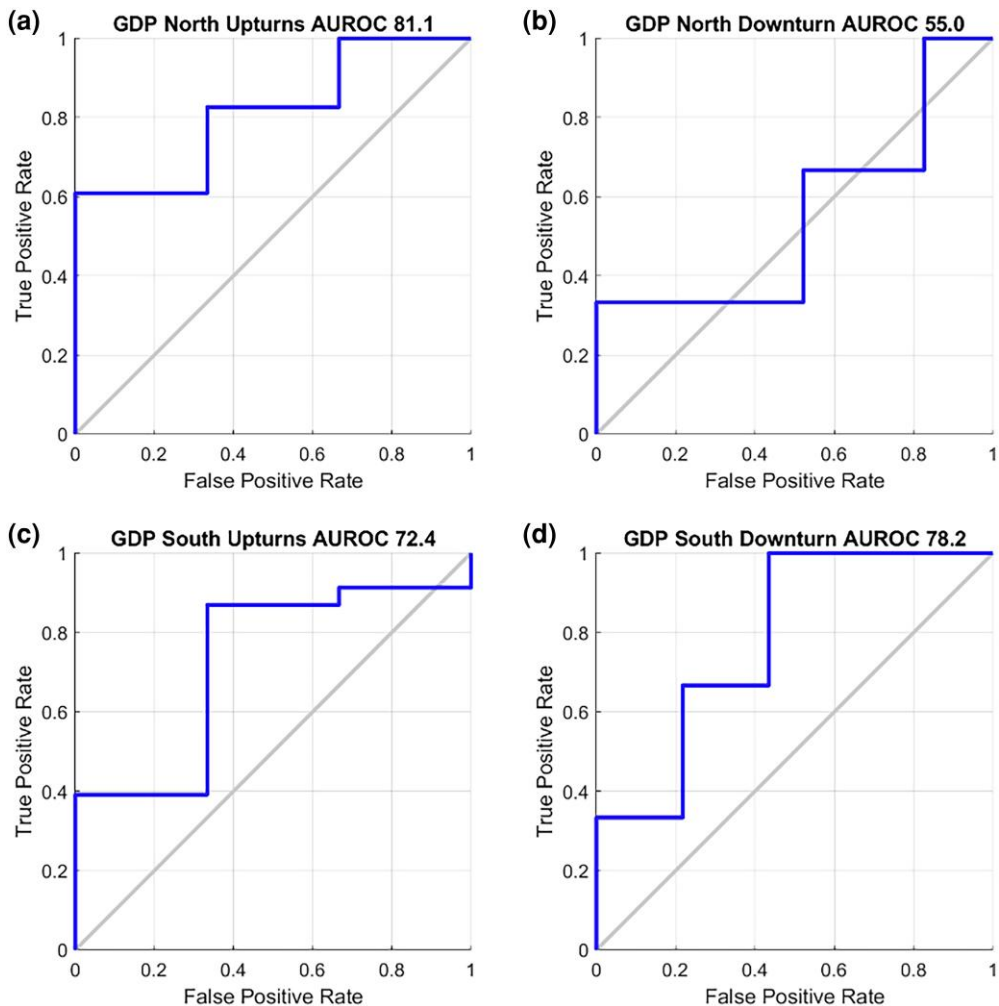 (a)
GDP North Upturns AUROC 81.1
1
0.8
0.6
0.4
0.2
0
True Positive Rate
0 0.2 0.4 0.6 0.8 1
False Positive Rate
(b)
GDP North Downturn AUROC 55.0
1
0.8
0.6
0.4
0.2
0
True Positive Rate
0 0.2 0.4 0.6 0.8 1
False Positive Rate
(c)
GDP South Upturns AUROC 72.4
1
0.8
0.6
0.4
0.2
0
True Positive Rate
0 0.2 0.4 0.6 0.8 1
False Positive Rate
(d)
GDP South Downturn AUROC 78.2
1
0.8
0.6
0.4
0.2
0
True Positive Rate
0 0.2 0.4 0.6 0.8 1
False Positive Rate